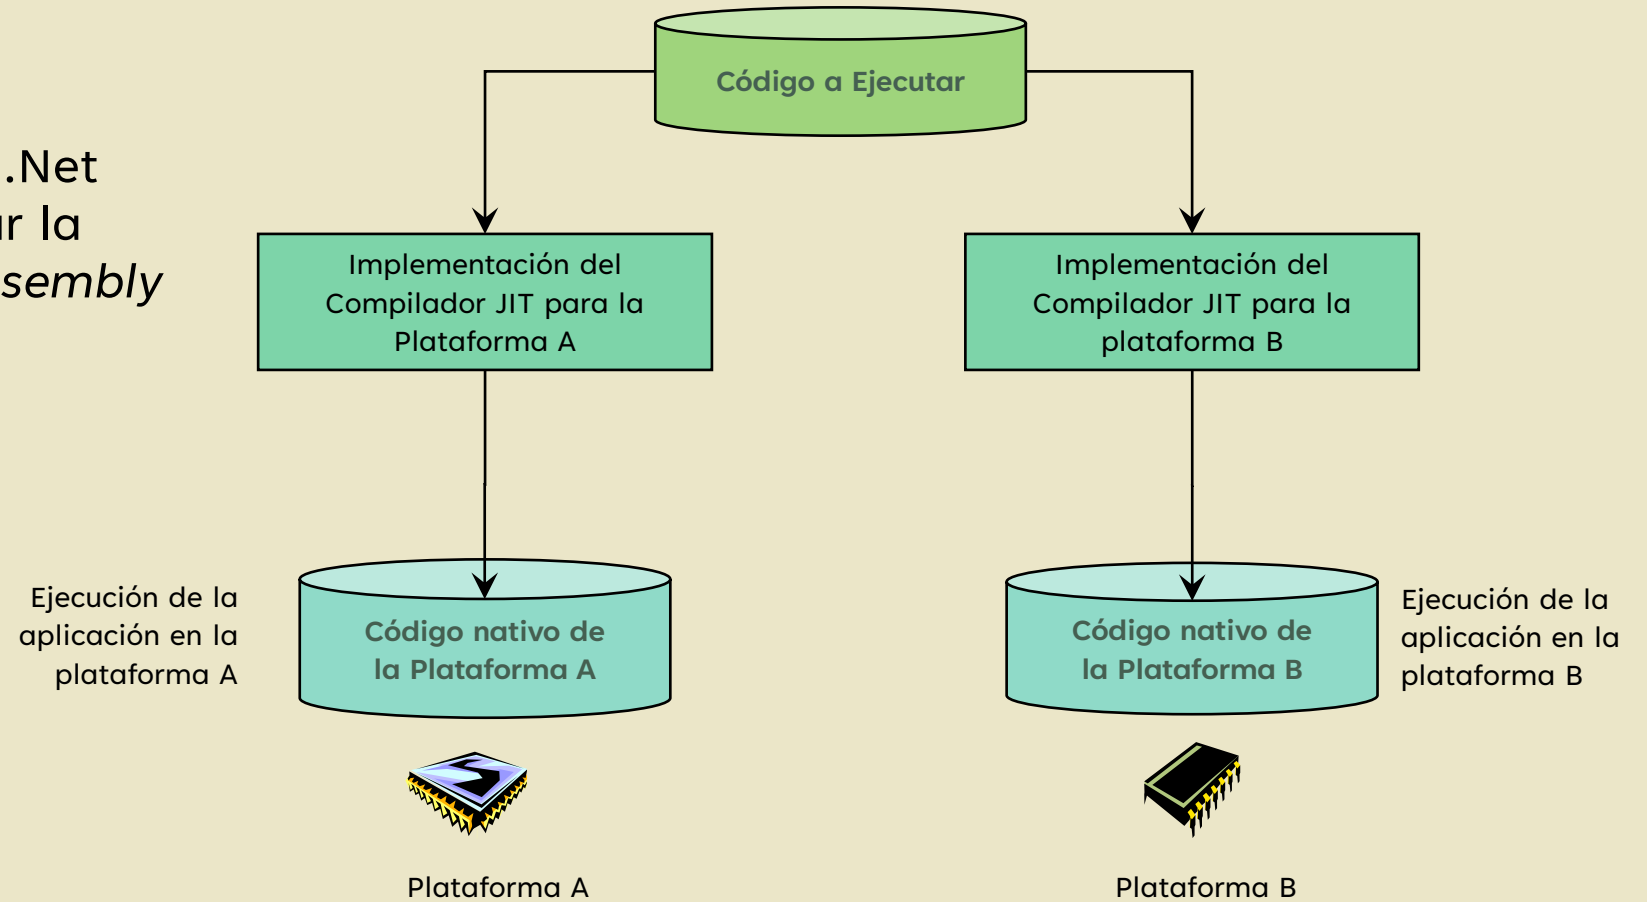 Código a Ejecutar
.Net
la
Implementación del
Compilador JIT para la
Plataforma A
Implementación del
Compilador JIT para la
plataforma B
Ejecución de la
aplicación en la
plataforma A
Código nativo de
la Plataforma A
Código nativo de
la Plataforma B
Ejecución de la
aplicación en la
plataforma B
Plataforma A
Plataforma B